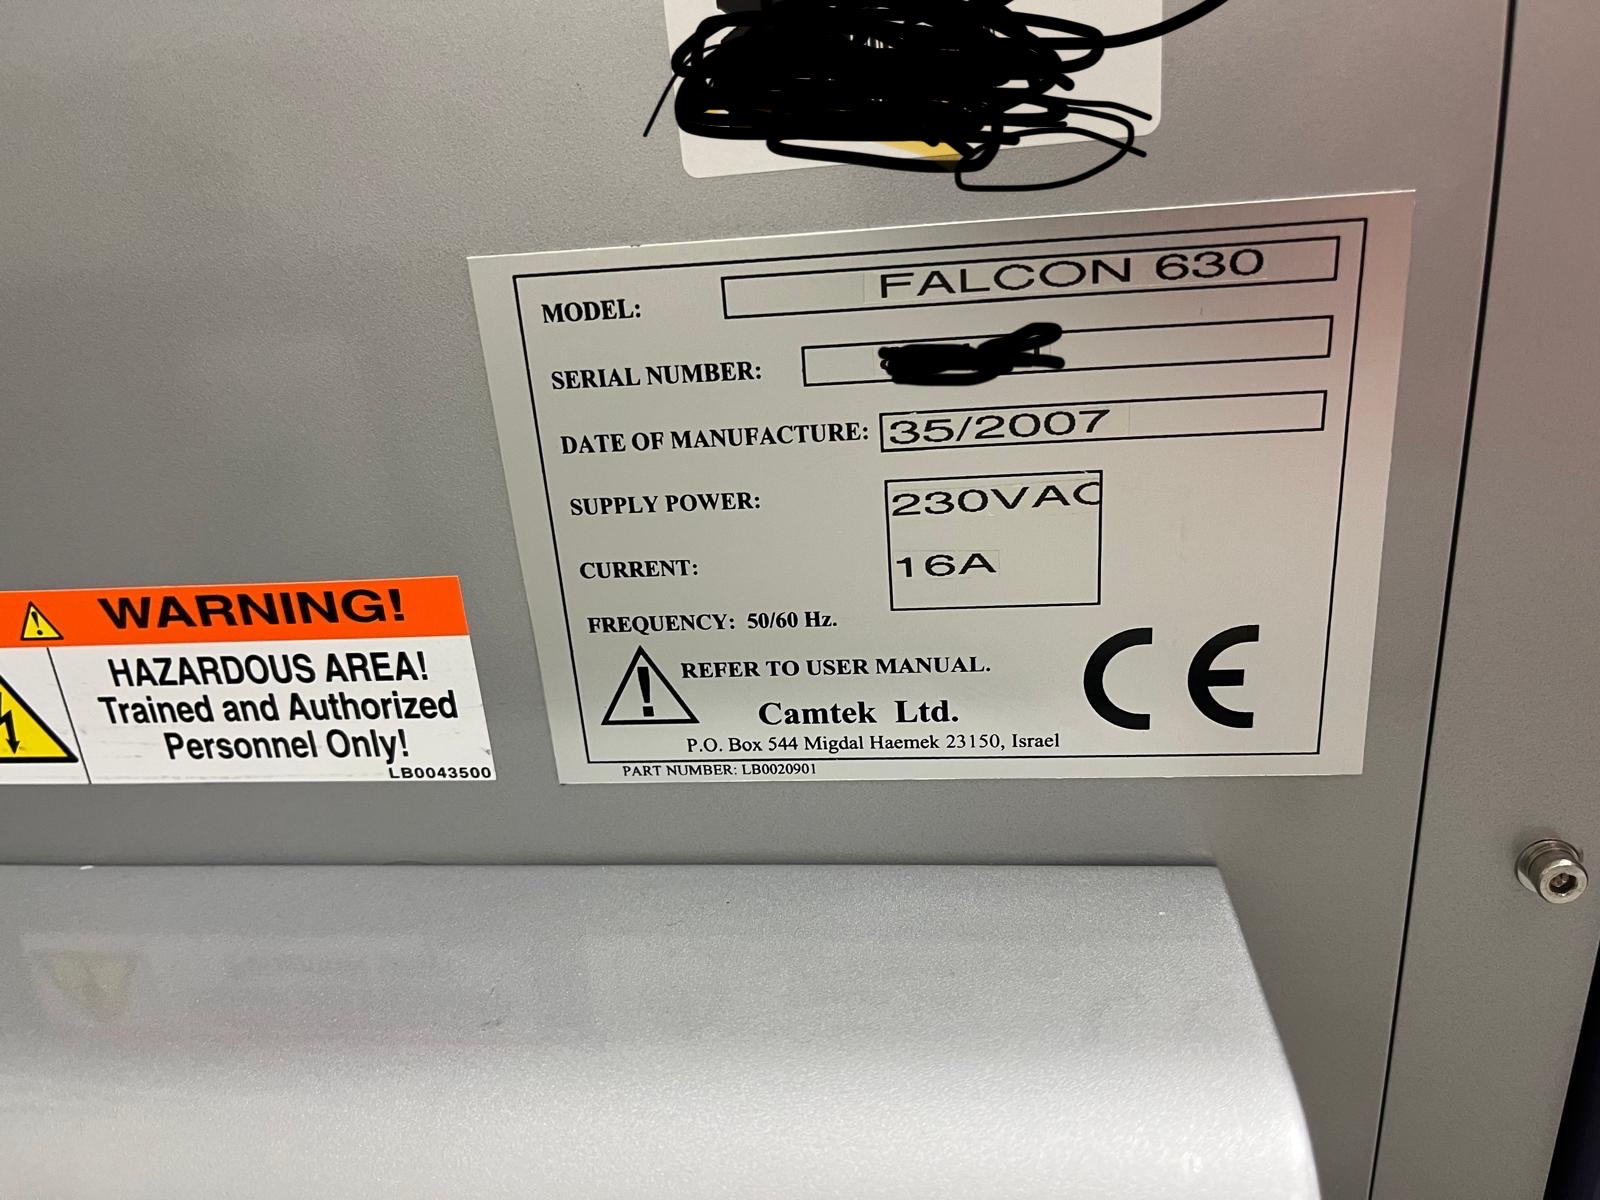 MODEL: FALCON 630
SERIAL NUMBER:
DATE OF MANUFACTURE: 35/2007
SUPPLY POWER: 230VAC
CURRENT: 16A
FREQUENCY: 50/60 Hz.
REFER TO USER MANUAL.
Camtek Ltd.
P.O. Box 544 Migdal Haemek 23150, Israel
PART NUMBER: LB0020901
CE
WARNING!
HAZARDOUS AREA!
Trained and Authorized
Personnel Only!
LB0043500